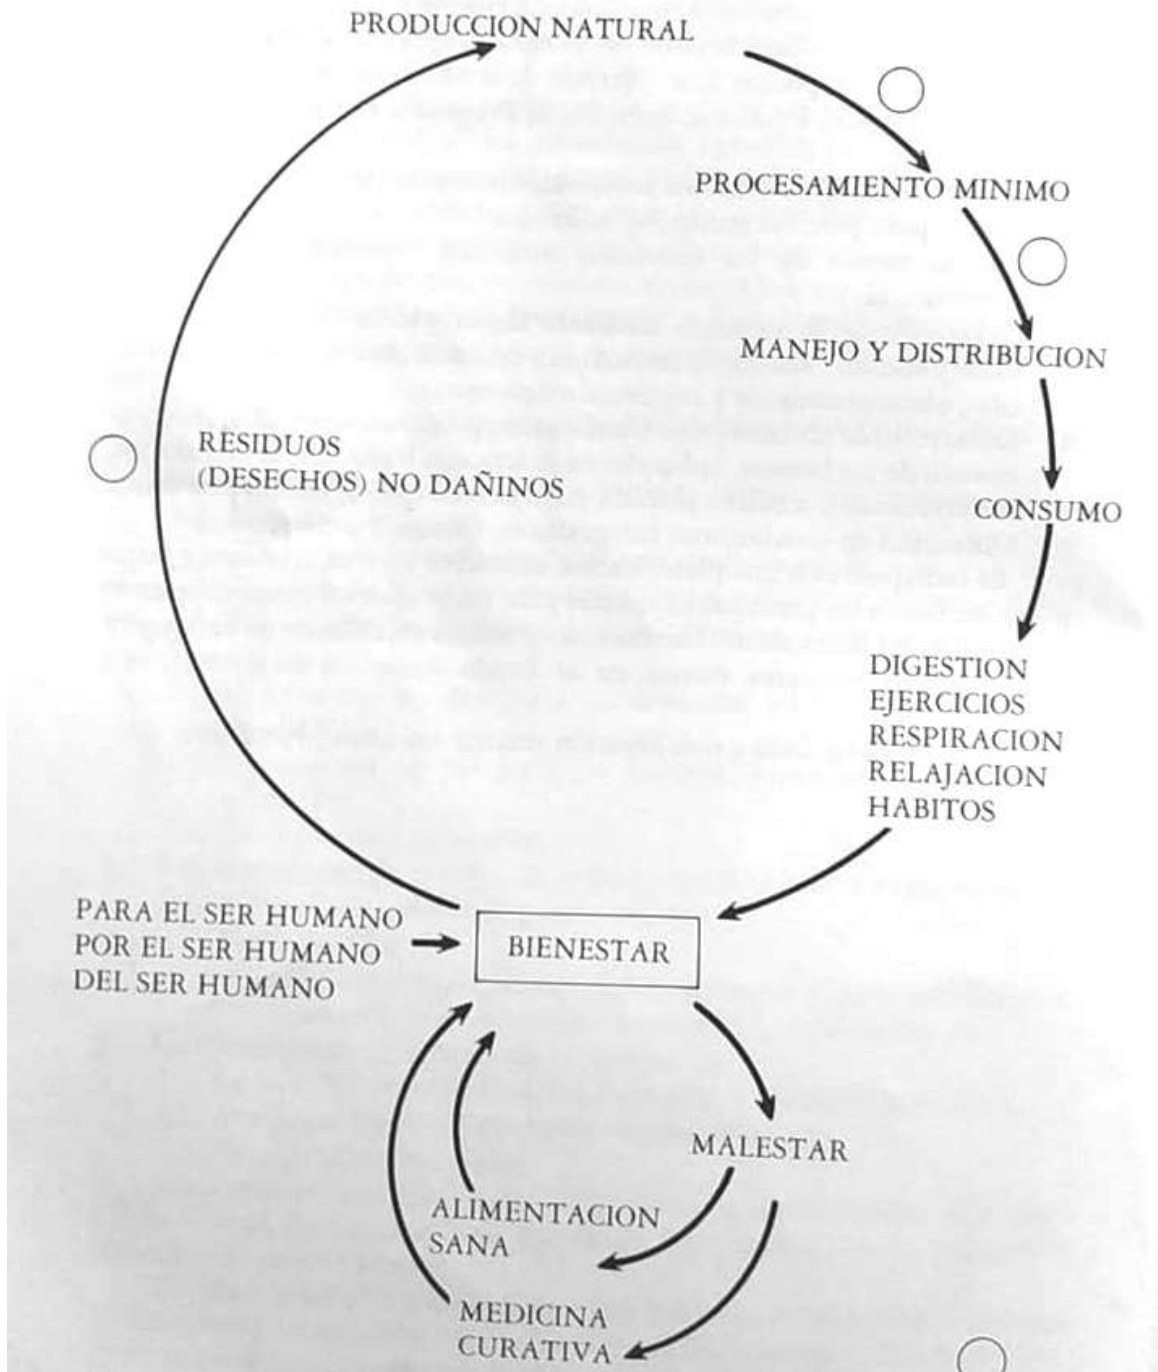 PRODUCCION NATURAL
PROCESAMIENTO MINIMO
MANEJO Y DISTRIBUCION
RESIDUOS
(DESECHOS) NO DAÑINOS
CONSUMO
DIGESTION
EJERCICIOS
RESPIRACION
RELAJACION
HABITOS
PARA EL SER HUMANO
POR EL SER HUMANO
DEL SER HUMANO
BIENESTAR
MALESTAR
ALIMENTACION
SANA
MEDICINA
CURATIVA